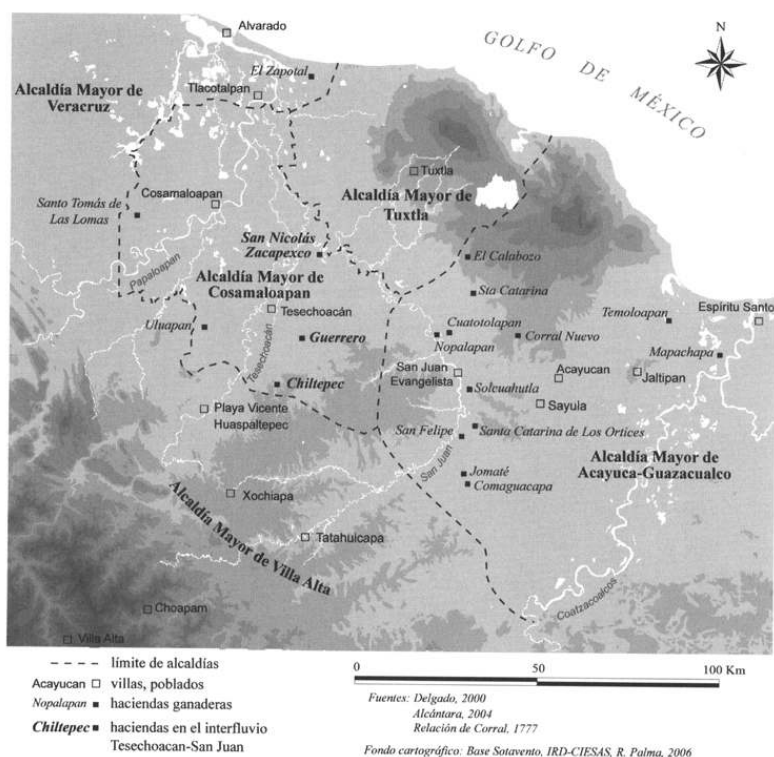 Alvarado
N
GOLFO DE MÉXICO
El Zapotal
Tlacotalpan
Alcaldía Mayor de
Veracruz
Tuxtla
Cosamaloapan
Alcaldía Mayor de
Tuxtla
Santo Tomás de
Las Lomas
San Nicolás
Zacapexco
El Calabozo
Papaloapan
Alcaldía Mayor de
Cosamaloapan
Sta Catarina
Tesechoacán
Temoloapan
Espíritu Santo
Uluapan
Cuatotolapan
Guerrero
Nopalapan
Corral Nuevo
Tesechoacán
Mapachapa
San Juan
Evangelista
Acayucan
Jaltipan
Chiltepec
Soleuahutla
Sayula
Playa Vicente
Huaspaltepec
San Felipe
Santa Catarina de Los Ortices
San Juan
Alcaldía Mayor de
Acayuca-Guazacualco
Jomaté
Comaguacapa
Xochiapa
Alcaldía Mayor de Villa Alta
Tatahuicapa
Coatzacoalcos
Choapam
Villa Alta
límite de alcaldías
Acayucan villas, poblados
Nopalapan haciendas ganaderas
Chiltepec haciendas en el interfluvio
Tesechoacan-San Juan
0 50 100 Km
Fuentes: Delgado, 2000
Alcántara, 2004
Relación de Corral, 1777
Fondo cartográfico: Base Sotavento, IRD-CIESAS, R. Palma, 2006